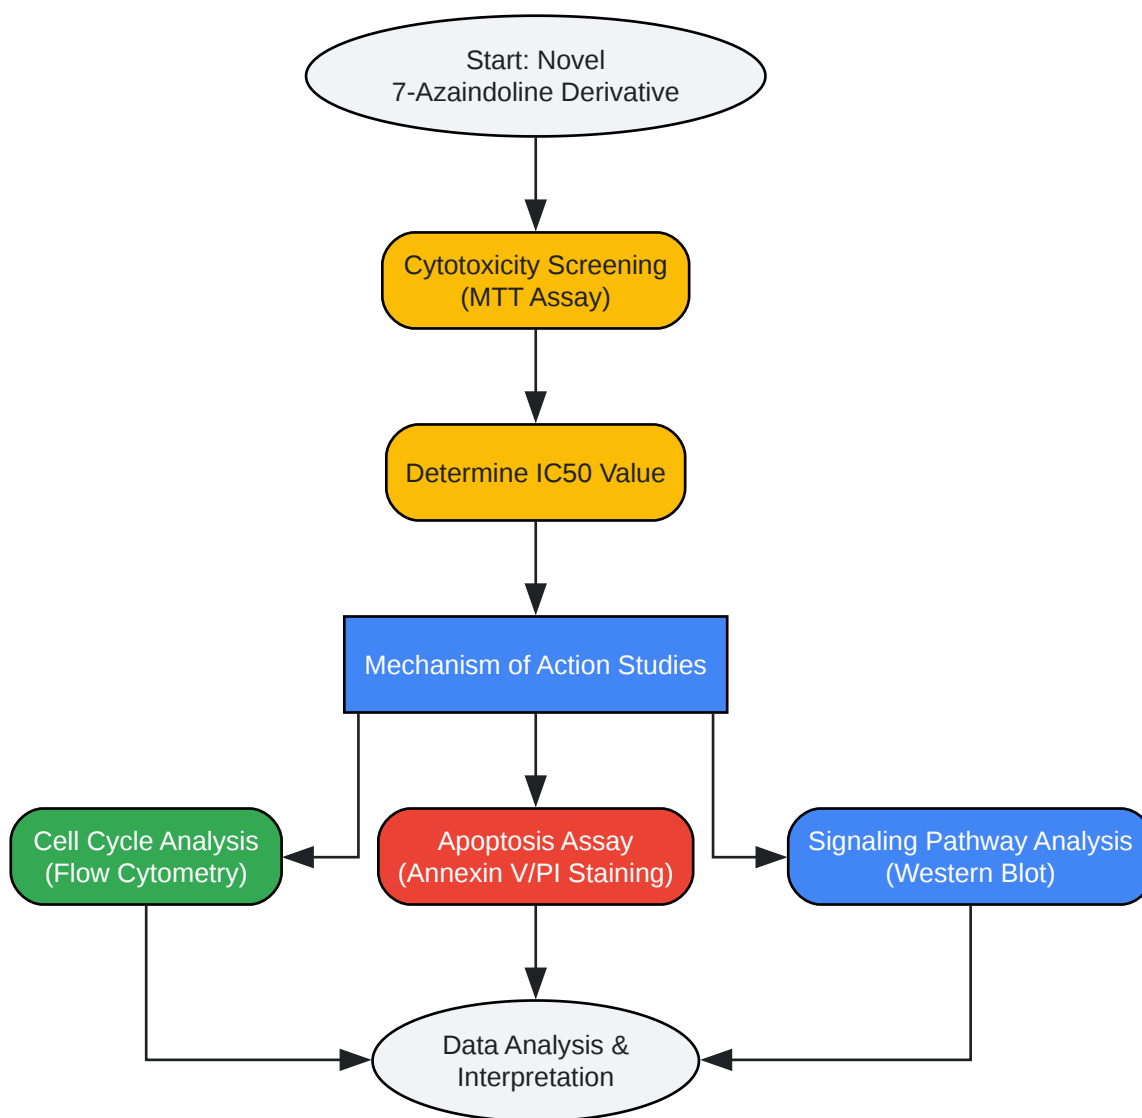 Start: Novel
7-Azaindoline Derivative
Cytotoxicity Screening
(MTT Assay)
Determine IC50 Value
Mechanism of Action Studies
Cell Cycle Analysis
(Flow Cytometry)
Apoptosis Assay
(Annexin V/PI Staining)
Signaling Pathway Analysis
(Western Blot)
Data Analysis &
Interpretation